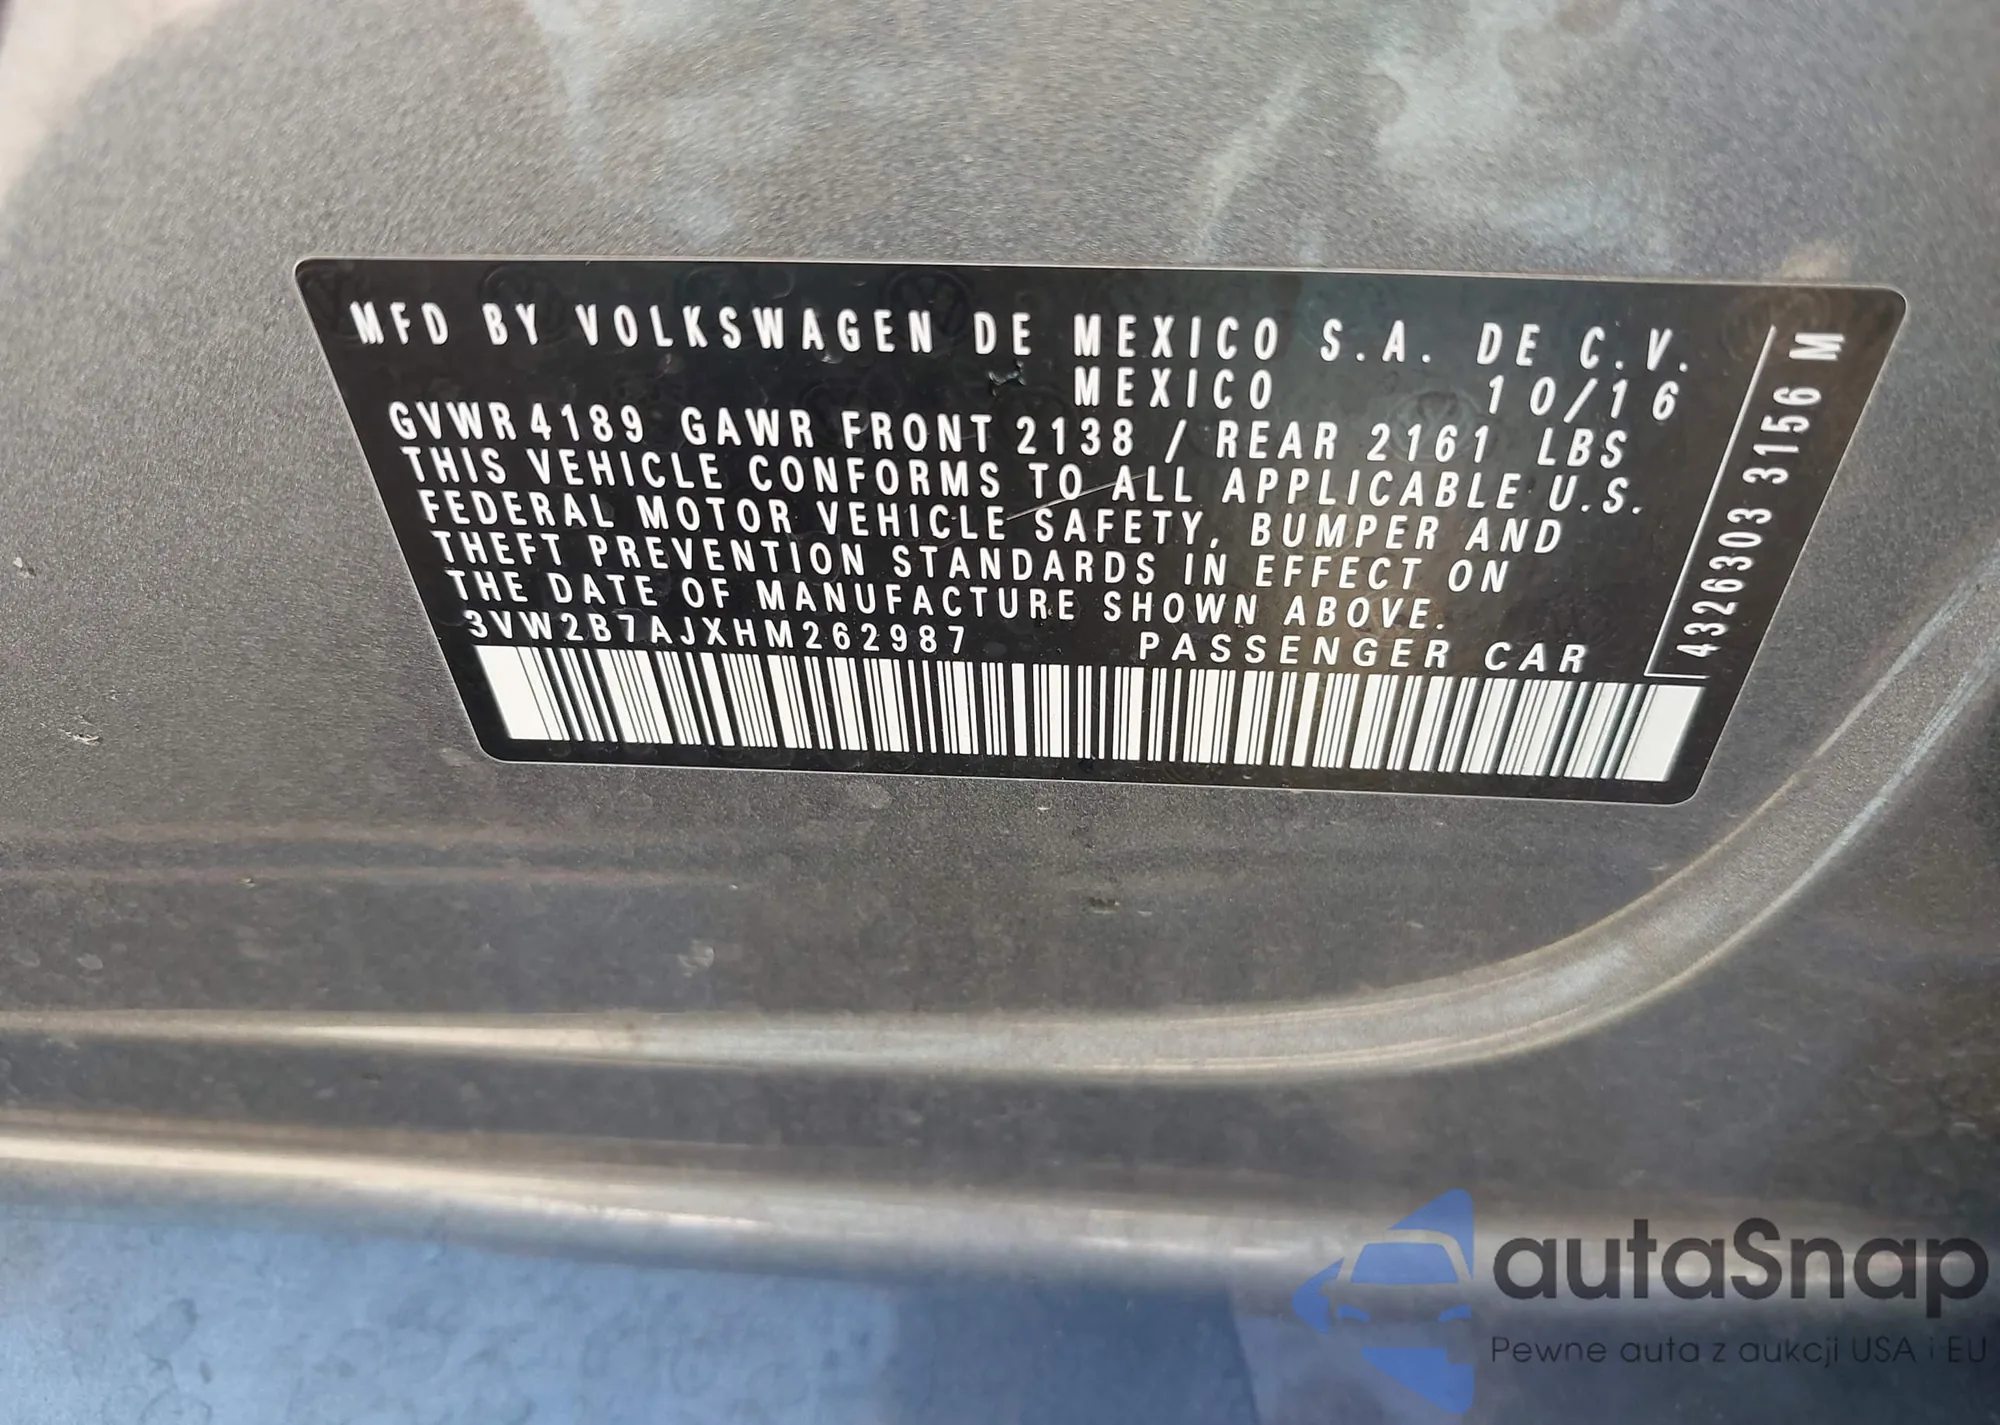 MFD BY VOLKSWAGEN DE MEXICO S.A. DE C.V.
MEXICO 10/16
GVWR 4189 GAWR FRONT 2138 / REAR 2161 LBS
THIS VEHICLE CONFORMS TO ALL APPLICABLE U.S.
FEDERAL MOTOR VEHICLE SAFETY, BUMPER AND
THEFT PREVENTION STANDARDS IN EFFECT ON
THE DATE OF MANUFACTURE SHOWN ABOVE.
3VW2B7AJXHM262987 PASSENGER CAR
4326303 3156 M
autaSnap
Pewne auta z aukcji USA i EU